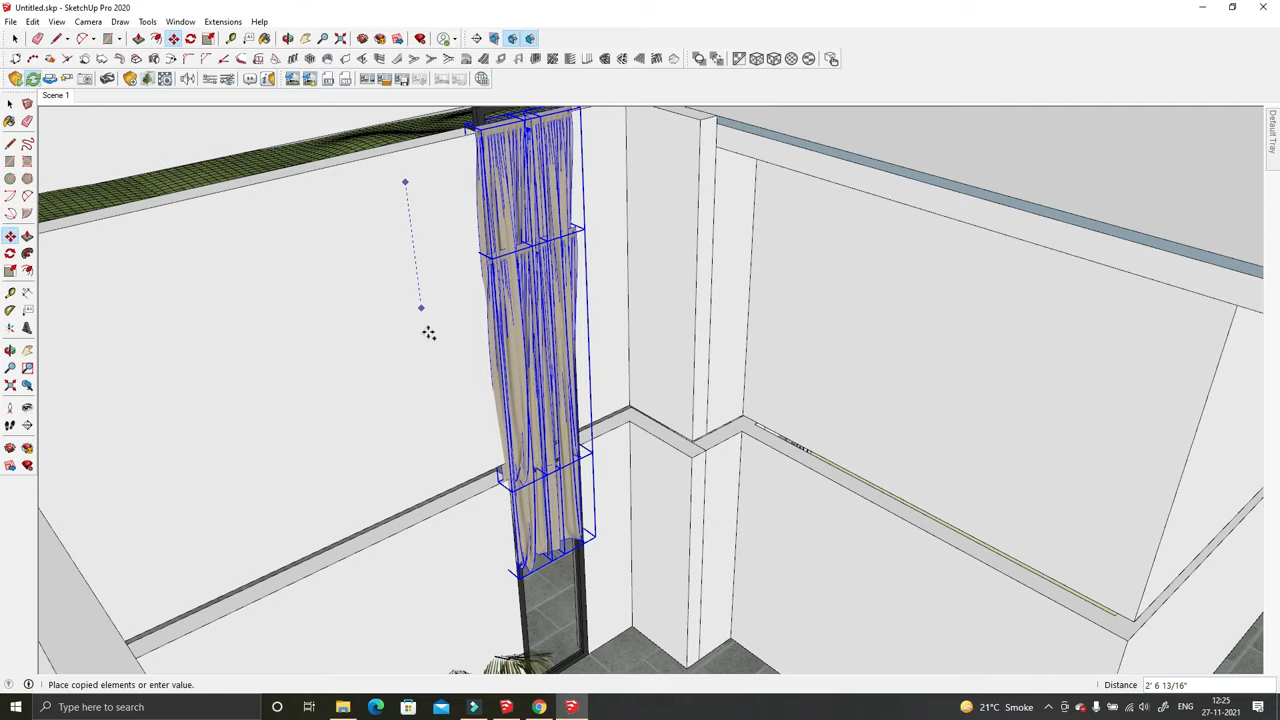 Untitled.skp - SketchUp Pro 2020
File Edit View Camera Draw Tools Window Extensions Help
Scene 1
Default Tray
Place copied elements or enter value.
Distance 2' 6 13/16"
Type here to search
21°C Smoke
ENG
12:25
27-11-2021